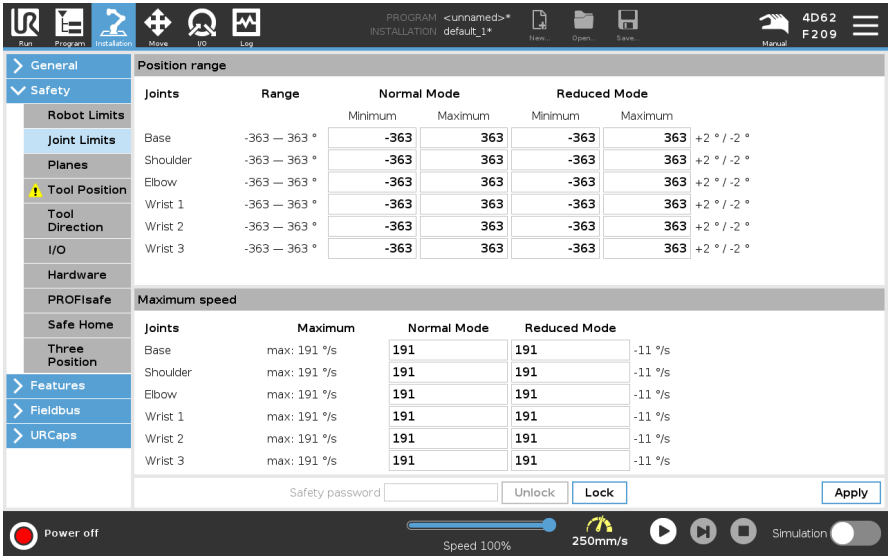 UR
Run Program Installation Move I/O Log
PROGRAM <unnamed>*
INSTALLATION default_1*
New... Open... Save...
Manual
4D62
F209
General
Safety
Robot Limits
Joint Limits
Planes
Tool Position
Tool
Direction
I/O
Hardware
PROFIsafe
Safe Home
Three
Position
Features
Fieldbus
URCaps
Position range
Joints Range Normal Mode Reduced Mode
Minimum Maximum Minimum Maximum
Base -363 — 363 ° -363 363 -363 363 +2 ° / -2 °
Shoulder -363 — 363 ° -363 363 -363 363 +2 ° / -2 °
Elbow -363 — 363 ° -363 363 -363 363 +2 ° / -2 °
Wrist 1 -363 — 363 ° -363 363 -363 363 +2 ° / -2 °
Wrist 2 -363 — 363 ° -363 363 -363 363 +2 ° / -2 °
Wrist 3 -363 — 363 ° -363 363 -363 363 +2 ° / -2 °
Maximum speed
Joints Maximum Normal Mode Reduced Mode
Base max: 191 °/s 191 191 -11 °/s
Shoulder max: 191 °/s 191 191 -11 °/s
Elbow max: 191 °/s 191 191 -11 °/s
Wrist 1 max: 191 °/s 191 191 -11 °/s
Wrist 2 max: 191 °/s 191 191 -11 °/s
Wrist 3 max: 191 °/s 191 191 -11 °/s
Safety password Unlock Lock Apply
Power off
Speed 100%
250mm/s
Simulation